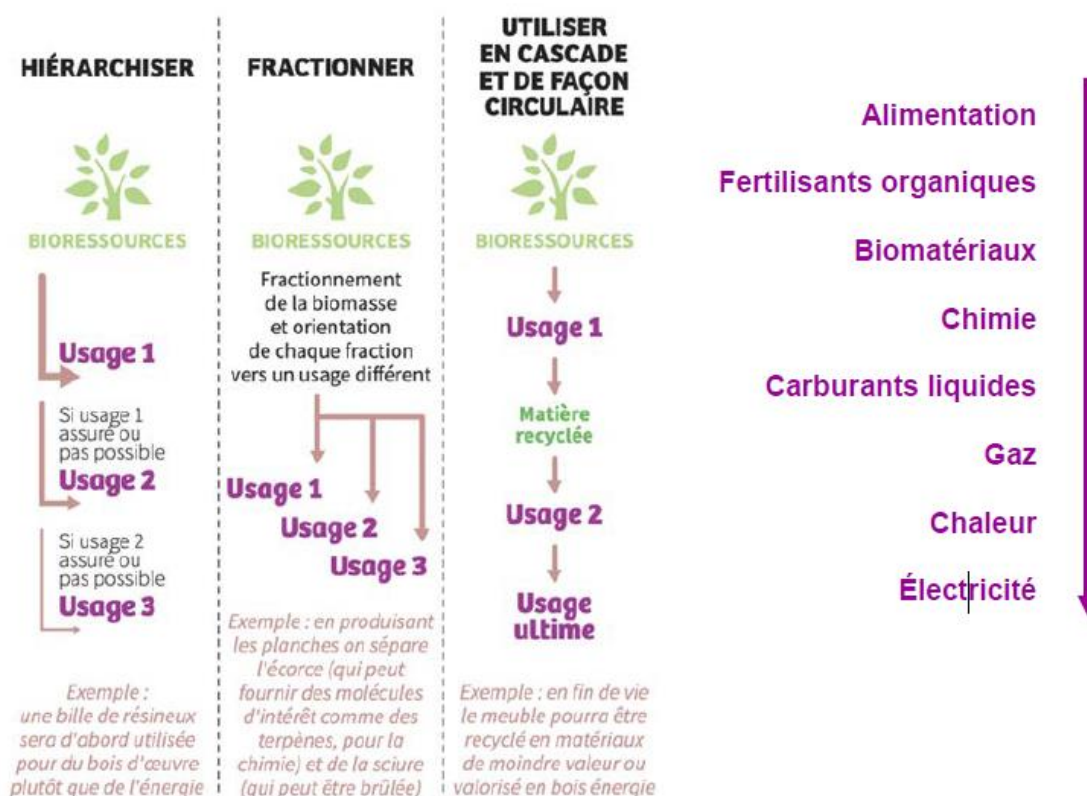 HIÉRARCHISER
BIORESSOURCES
Usage 1
Si usage 1
assuré ou
pas possible
Usage 2
Si usage 2
assuré ou
pas possible
Usage 3
Exemple :
une bille de résineux
sera d'abord utilisée
pour du bois d'œuvre
plutôt que de l'énergie
FRACTIONNER
BIORESSOURCES
Fractionnement
de la biomasse
et orientation
de chaque fraction
vers un usage différent
Usage 1
Usage 2
Usage 3
Exemple : en produisant
les planches on sépare
l'écorce (qui peut
fournir des molécules
d'intérêt comme des
terpènes, pour la
chimie) et de la sciure
(qui peut être brûlée)
UTILISER
EN CASCADE
ET DE FAÇON
CIRCULAIRE
BIORESSOURCES
Usage 1
Matière
recyclée
Usage 2
Usage
ultime
Exemple : en fin de vie
le meuble pourra être
recyclé en matériaux
de moindre valeur ou
valorisé en bois énergie
Alimentation
Fertilisants organiques
Biomatériaux
Chimie
Carburants liquides
Gaz
Chaleur
Électricité